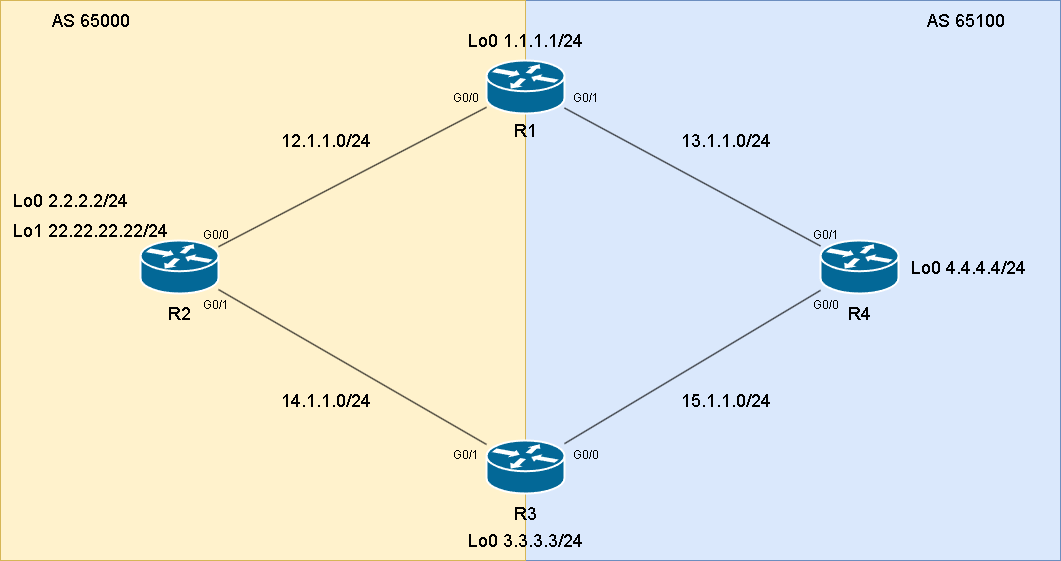 AS 65000
AS 65100
Lo0 1.1.1.1/24
G0/0
G0/1
R1
12.1.1.0/24
13.1.1.0/24
Lo0 2.2.2.2/24
Lo1 22.22.22.22/24
G0/0
G0/1
R2
G0/1
Lo0 4.4.4.4/24
G0/0
R4
14.1.1.0/24
15.1.1.0/24
G0/1
G0/0
R3
Lo0 3.3.3.3/24